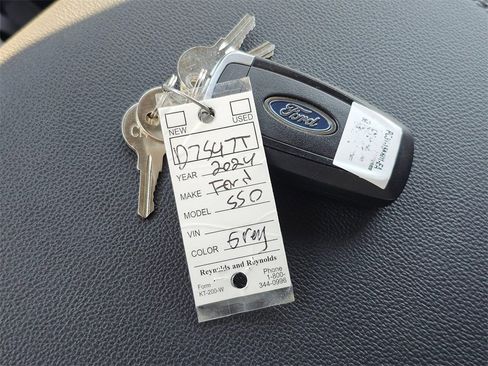 NEW USED
D7547T
YEAR 2024
MAKE Ford
MODEL 550
VIN
COLOR Grey
Reynolds and Reynolds
Form
KT-200-W
Phone
1-800-
344-0996
Ford